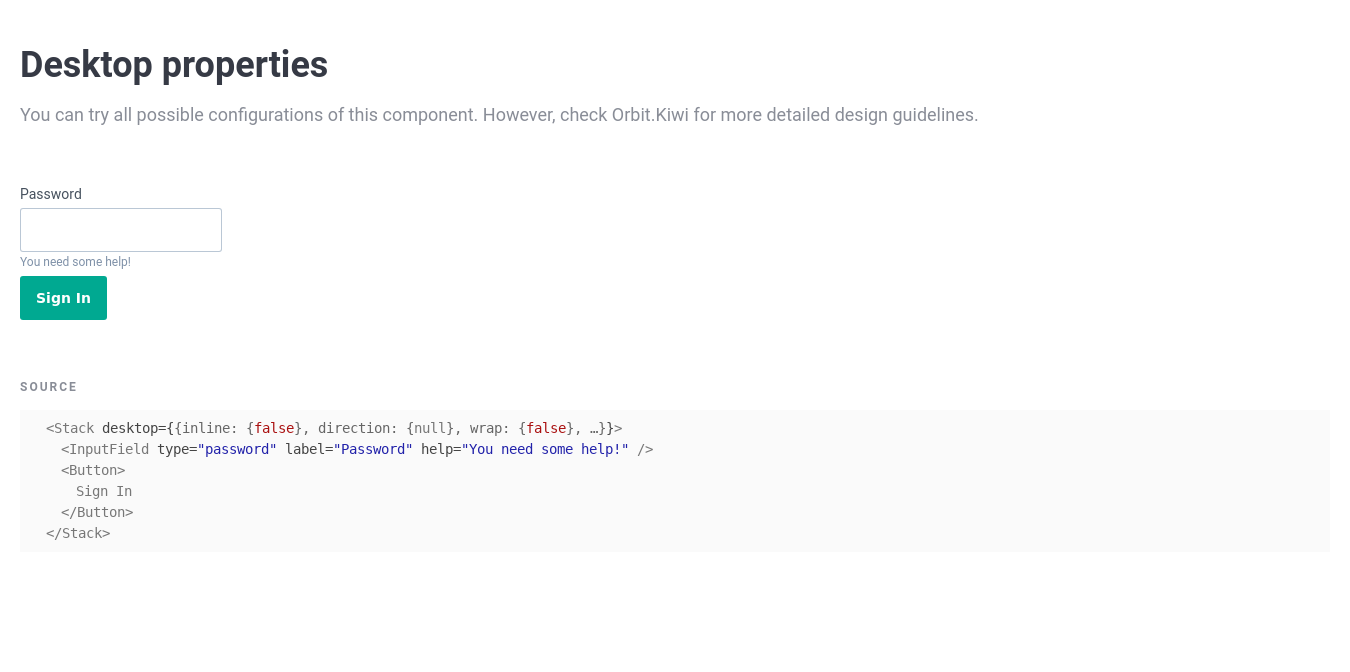 Desktop properties
You can try all possible configurations of this component. However, check Orbit.Kiwi for more detailed design guidelines.
Password
You need some help!
Sign In
SOURCE
<Stack desktop={{inline: {false}, direction: {null}, wrap: {false}, …}}>
<InputField type="password" label="Password" help="You need some help!" />
<Button>
Sign In
</Button>
</Stack>